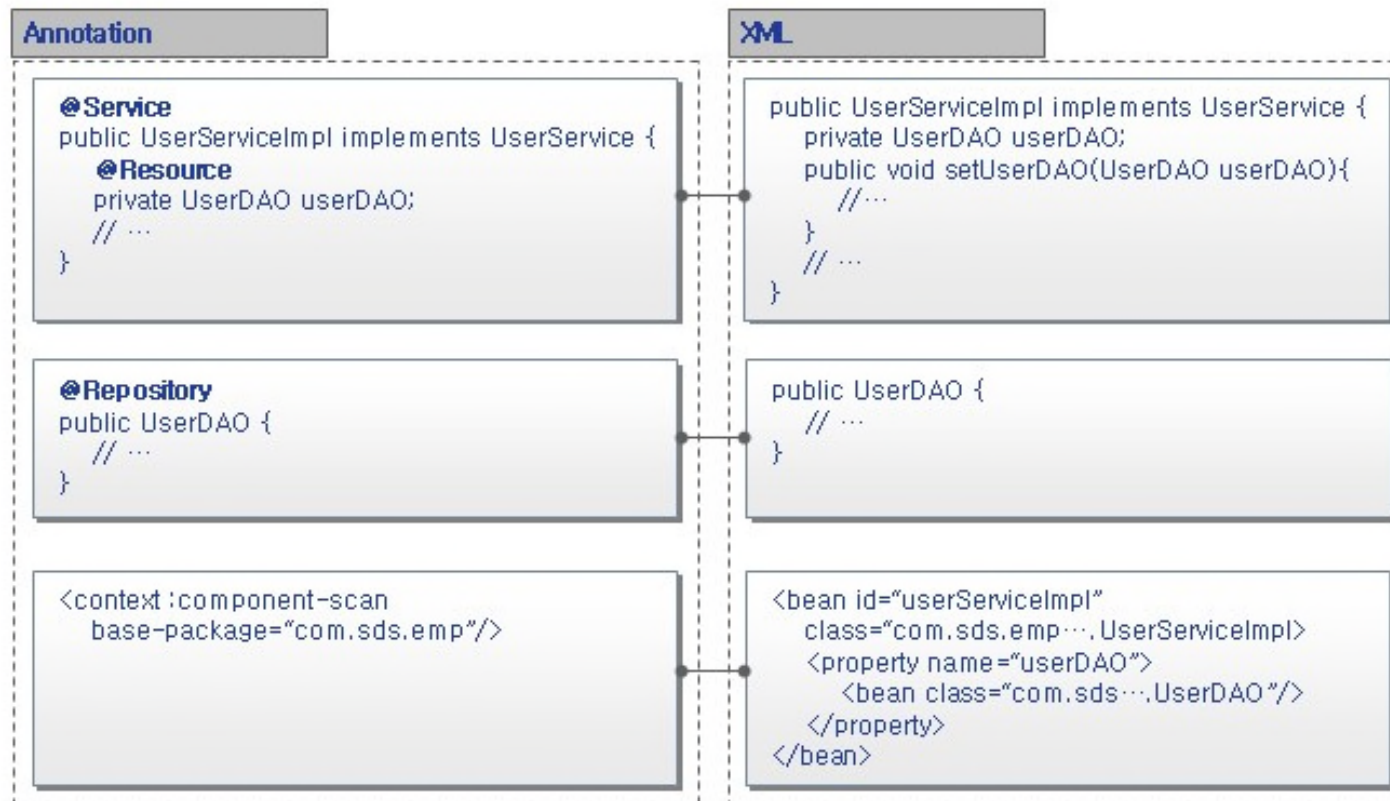 Annotation
@Service
public UserServiceImpl implements UserService {
@Resource
private UserDAO userDAO;
// …
}
@Repository
public UserDAO {
// …
}
<context:component-scan
base-package="com.sds.emp"/>
XML
public UserServiceImpl implements UserService {
private UserDAO userDAO;
public void setUserDAO(UserDAO userDAO){
//…
}
// …
}
public UserDAO {
// …
}
<bean id="userServiceImpl"
class="com.sds.emp….UserServiceImpl>
<property name="userDAO">
<bean class="com.sds….UserDAO"/>
</property>
</bean>